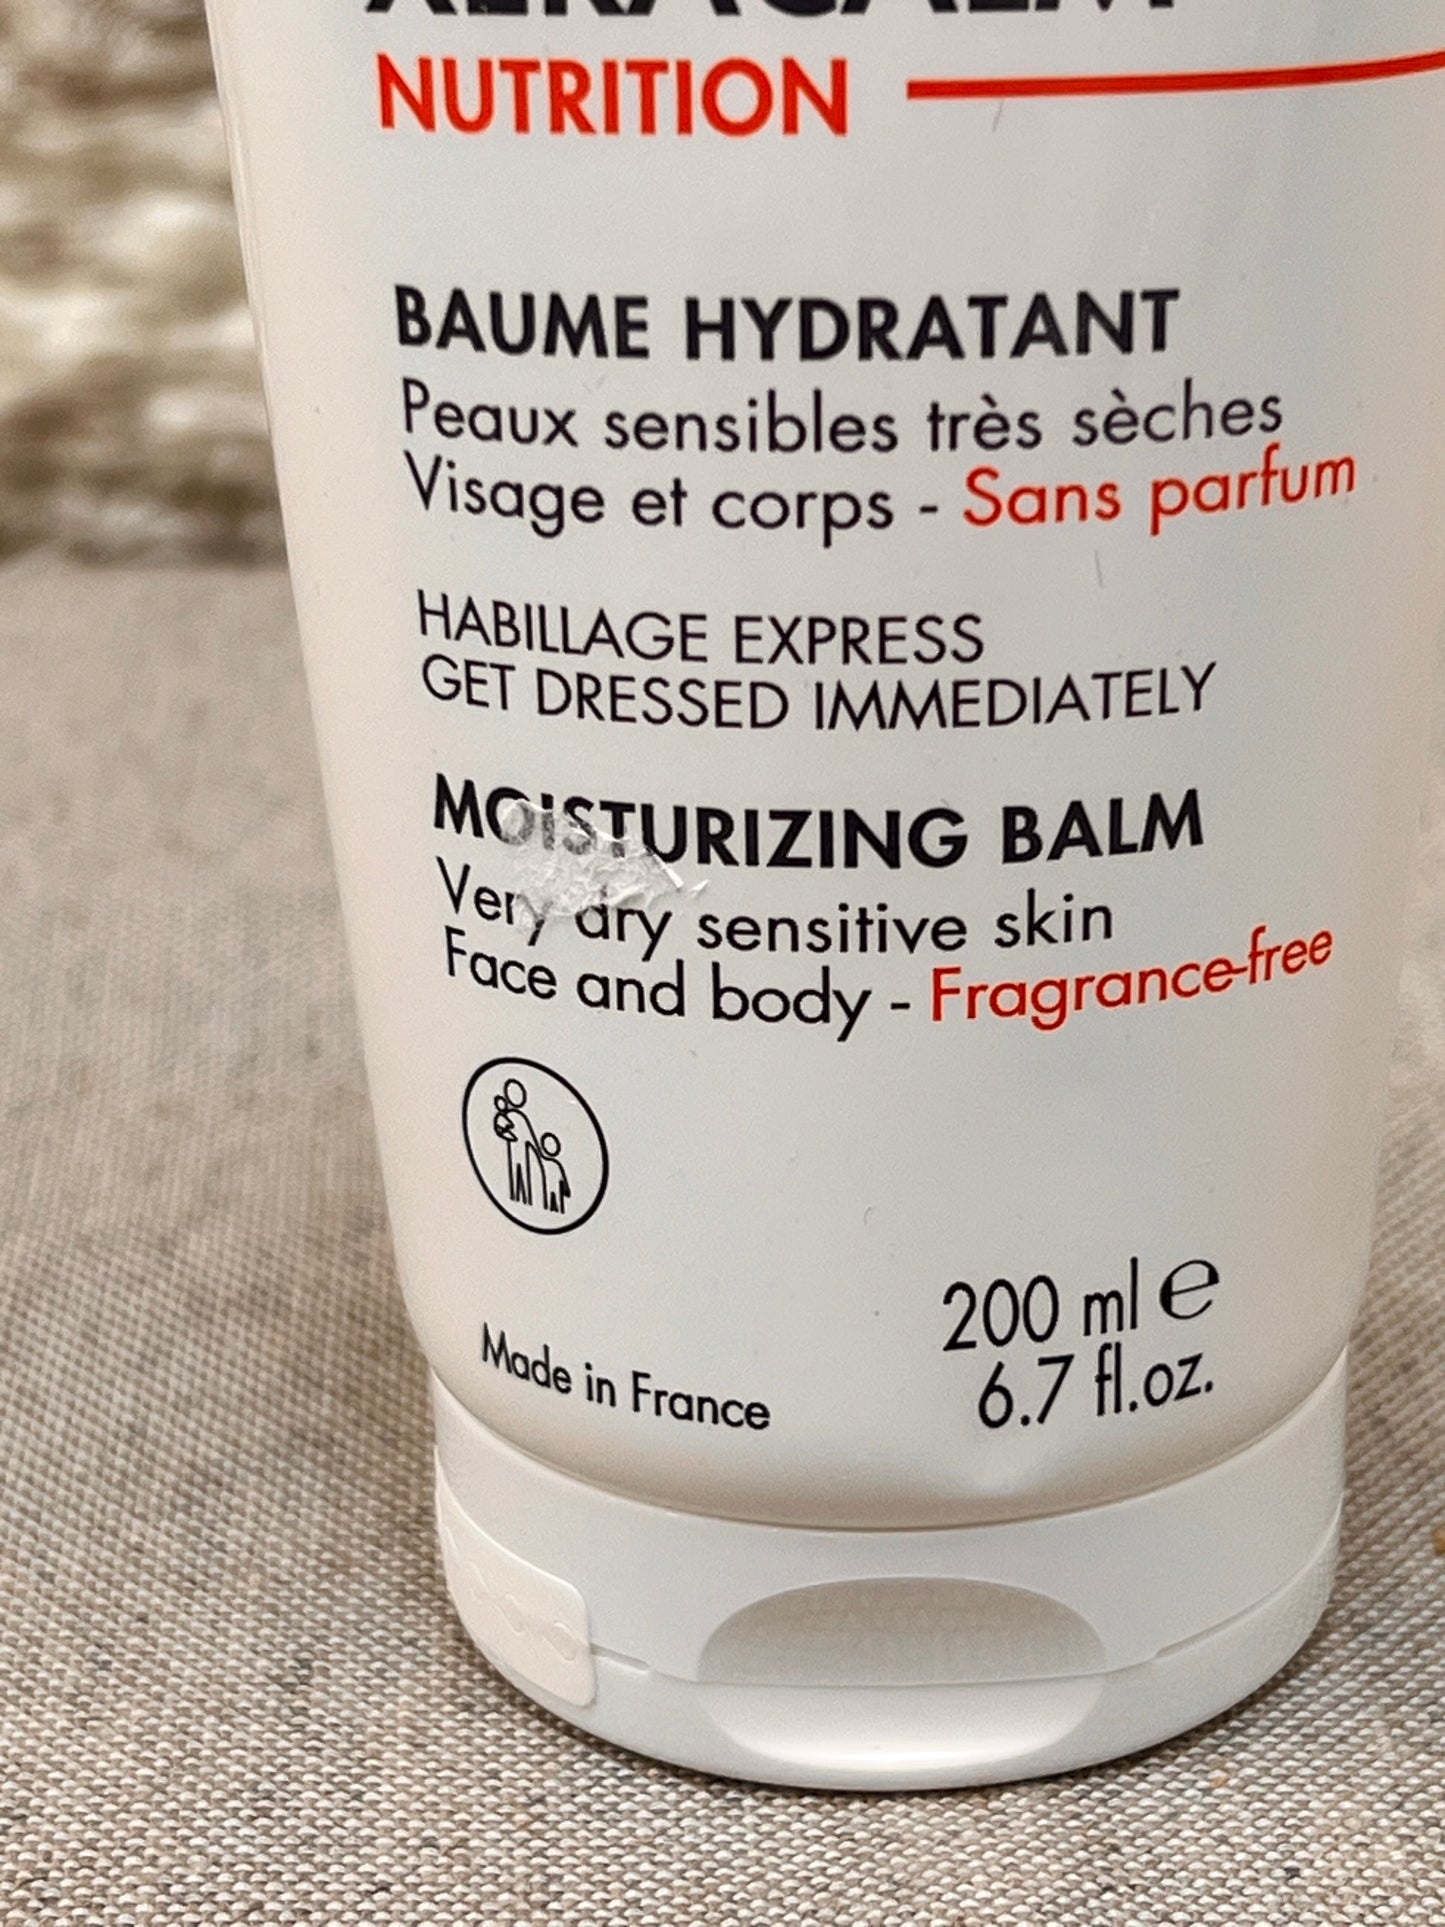 XERACALM
NUTRITION
BAUME HYDRATANT
Peaux sensibles très sèches
Visage et corps - Sans parfum
HABILLAGE EXPRESS
GET DRESSED IMMEDIATELY
MOISTURIZING BALM
Very dry sensitive skin
Face and body - Fragrance-free
200 ml e
6.7 fl.oz.
Made in France